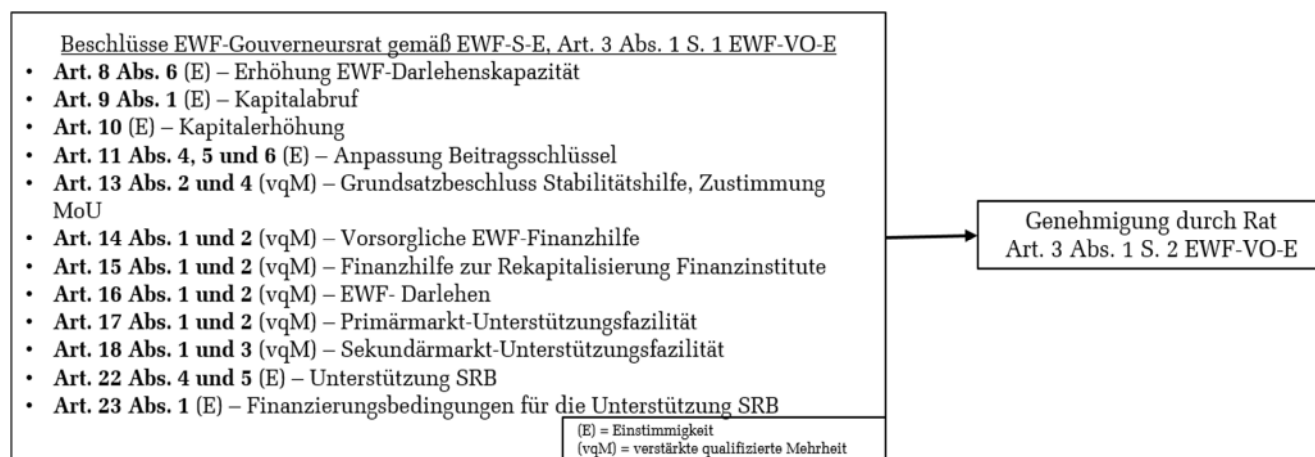 Beschlüsse EWF-Gouverneursrat gemäß EWF-S-E, Art. 3 Abs. 1 S. 1 EWF-VO-E
• Art. 8 Abs. 6 (E) – Erhöhung EWF-Darlehenskapazität
• Art. 9 Abs. 1 (E) – Kapitalabruf
• Art. 10 (E) – Kapitalerhöhung
• Art. 11 Abs. 4, 5 und 6 (E) – Anpassung Beitragsschlüssel
• Art. 13 Abs. 2 und 4 (vqM) – Grundsatzbeschluss Stabilitätshilfe, Zustimmung
MoU
• Art. 14 Abs. 1 und 2 (vqM) – Vorsorgliche EWF-Finanzhilfe
• Art. 15 Abs. 1 und 2 (vqM) – Finanzhilfe zur Rekapitalisierung Finanzinstitute
• Art. 16 Abs. 1 und 2 (vqM) – EWF- Darlehen
• Art. 17 Abs. 1 und 2 (vqM) – Primärmarkt-Unterstützungsfazilität
• Art. 18 Abs. 1 und 3 (vqM) – Sekundärmarkt-Unterstützungsfazilität
• Art. 22 Abs. 4 und 5 (E) – Unterstützung SRB
• Art. 23 Abs. 1 (E) – Finanzierungsbedingungen für die Unterstützung SRB
(E) = Einstimmigkeit
(vqM) = verstärkte qualifizierte Mehrheit
Genehmigung durch Rat
Art. 3 Abs. 1 S. 2 EWF-VO-E